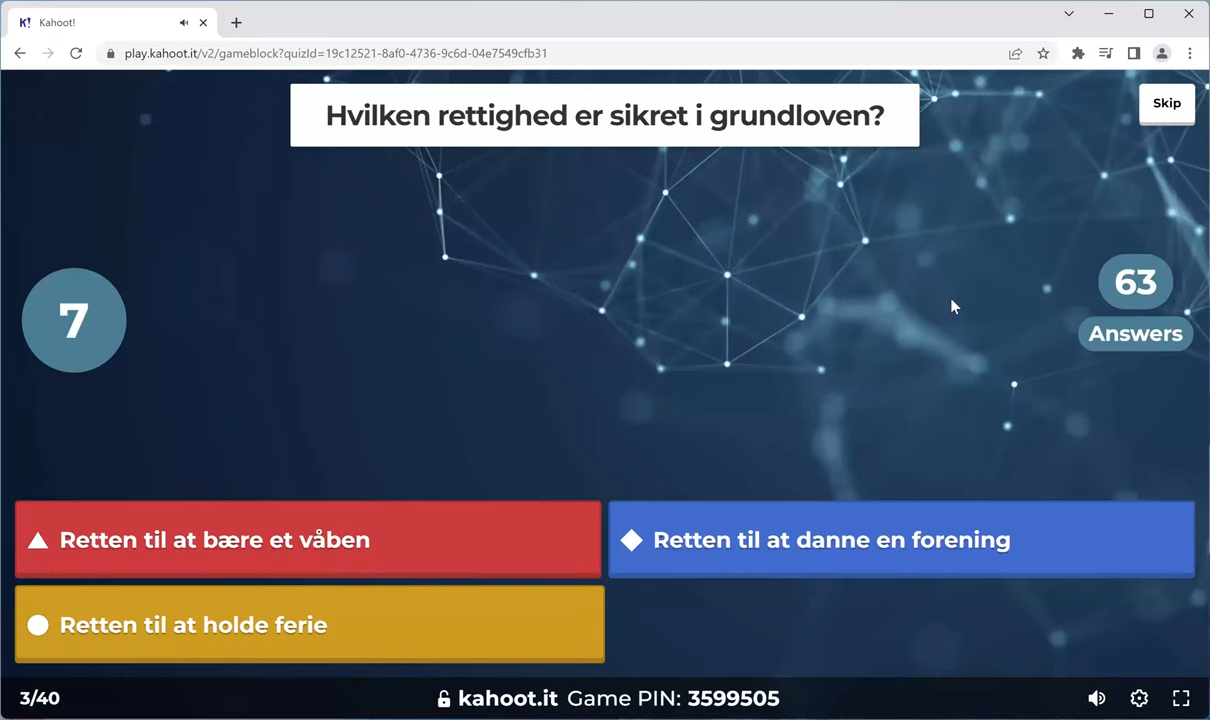 K! Kahoot!
play.kahoot.it/v2/gameblock?quizId=19c12521-8af0-4736-9c6d-04e7549cfb31
Hvilken rettighed er sikret i grundloven?
Skip
7
63
Answers
Retten til at bære et våben
Retten til at danne en forening
Retten til at holde ferie
3/40
kahoot.it Game PIN: 3599505